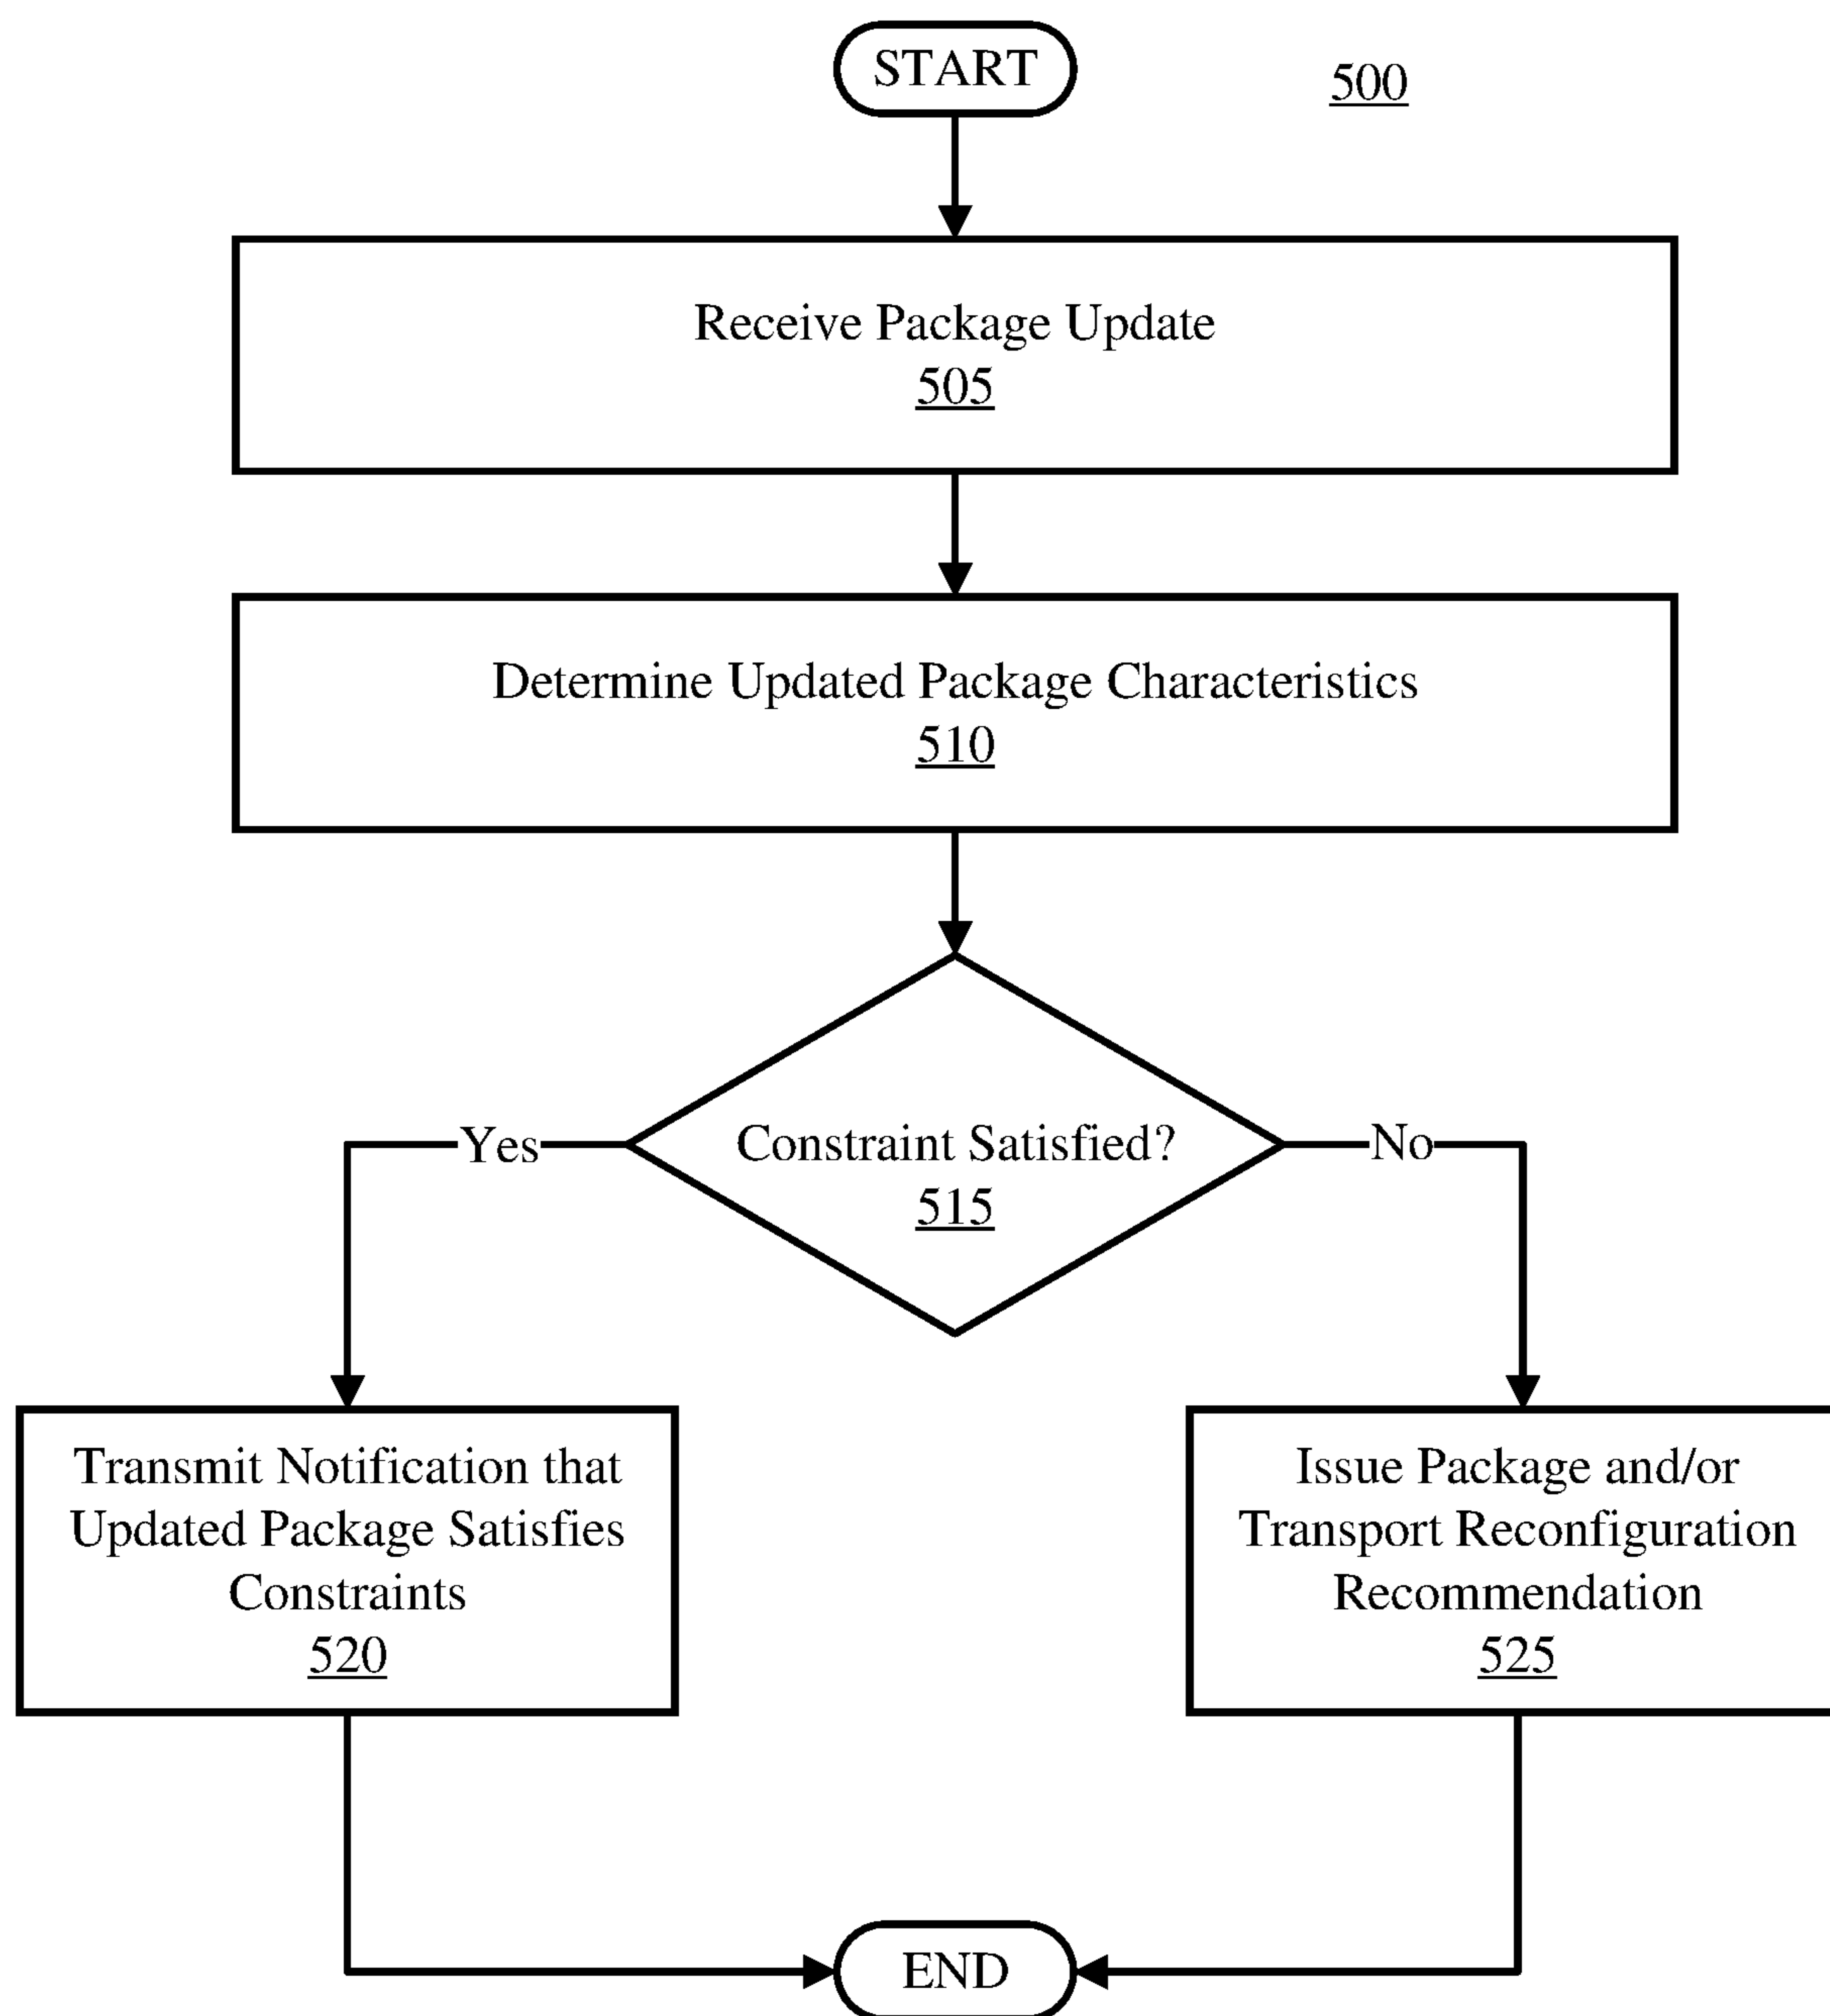 START
500
Receive Package Update
505
Determine Updated Package Characteristics
510
Constraint Satisfied?
515
Yes
No
Transmit Notification that
Updated Package Satisfies
Constraints
520
Issue Package and/or
Transport Reconfiguration
Recommendation
525
END